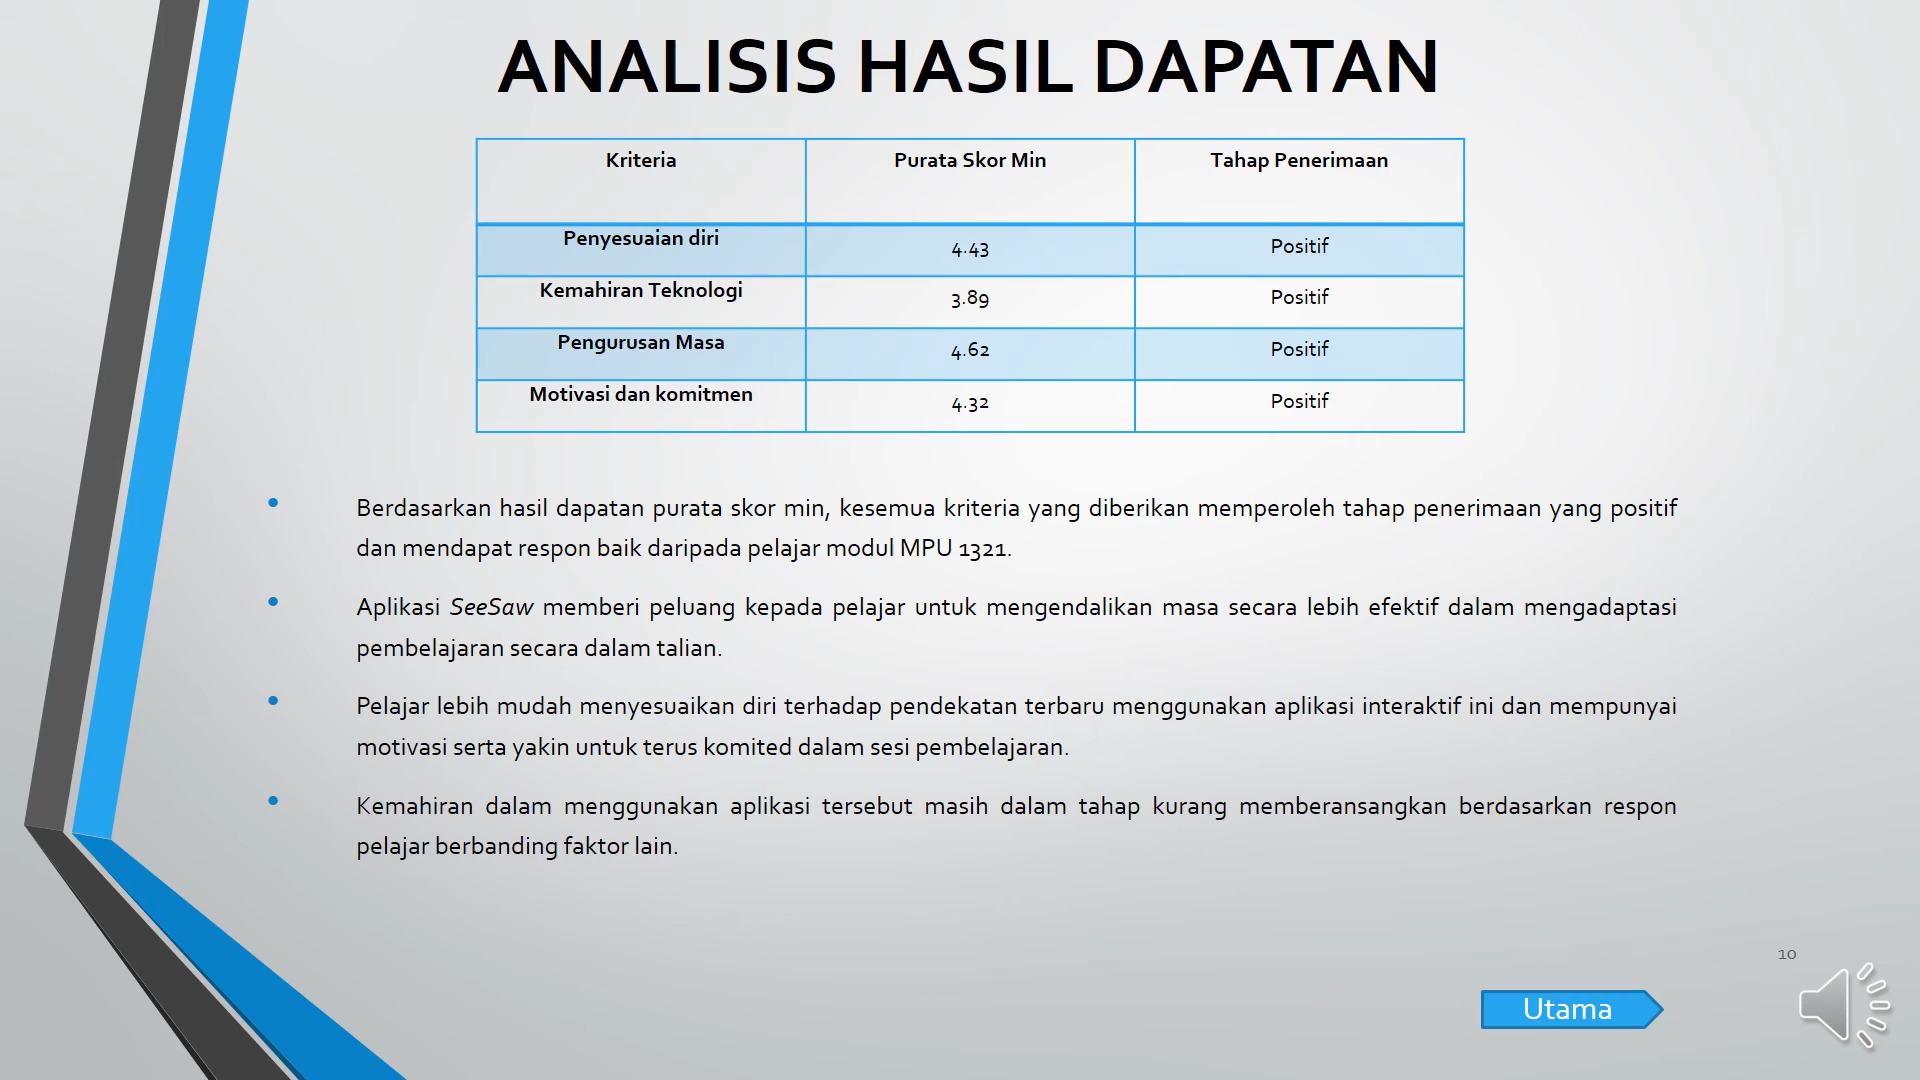 ANALISIS HASIL DAPATAN
Kriteria Purata Skor Min Tahap Penerimaan
Penyesuaian diri 4.43 Positif
Kemahiran Teknologi 3.89 Positif
Pengurusan Masa 4.62 Positif
Motivasi dan komitmen 4.32 Positif
• Berdasarkan hasil dapatan purata skor min, kesemua kriteria yang diberikan memperoleh tahap penerimaan yang positif
dan mendapat respon baik daripada pelajar modul MPU 1321.
• Aplikasi SeeSaw memberi peluang kepada pelajar untuk mengendalikan masa secara lebih efektif dalam mengadaptasi
pembelajaran secara dalam talian.
• Pelajar lebih mudah menyesuaikan diri terhadap pendekatan terbaru menggunakan aplikasi interaktif ini dan mempunyai
motivasi serta yakin untuk terus komited dalam sesi pembelajaran.
• Kemahiran dalam menggunakan aplikasi tersebut masih dalam tahap kurang memberansangkan berdasarkan respon
pelajar berbanding faktor lain.
10
Utama